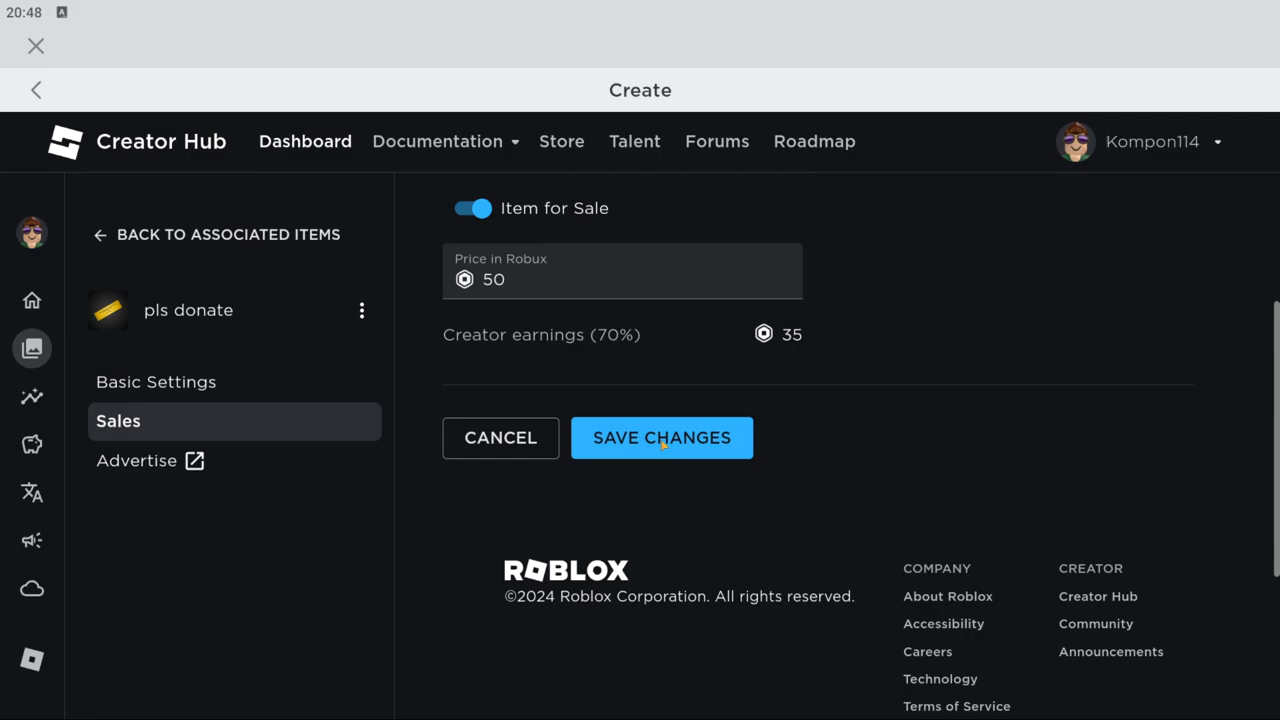 20:48 A
Create
Creator Hub Dashboard Documentation Store Talent Forums Roadmap Kompon114
BACK TO ASSOCIATED ITEMS
pls donate
Basic Settings
Sales
Advertise
Item for Sale
Price in Robux
50
Creator earnings (70%) 35
CANCEL SAVE CHANGES
ROBLOX
©2024 Roblox Corporation. All rights reserved.
COMPANY
About Roblox
Accessibility
Careers
Technology
Terms of Service
CREATOR
Creator Hub
Community
Announcements